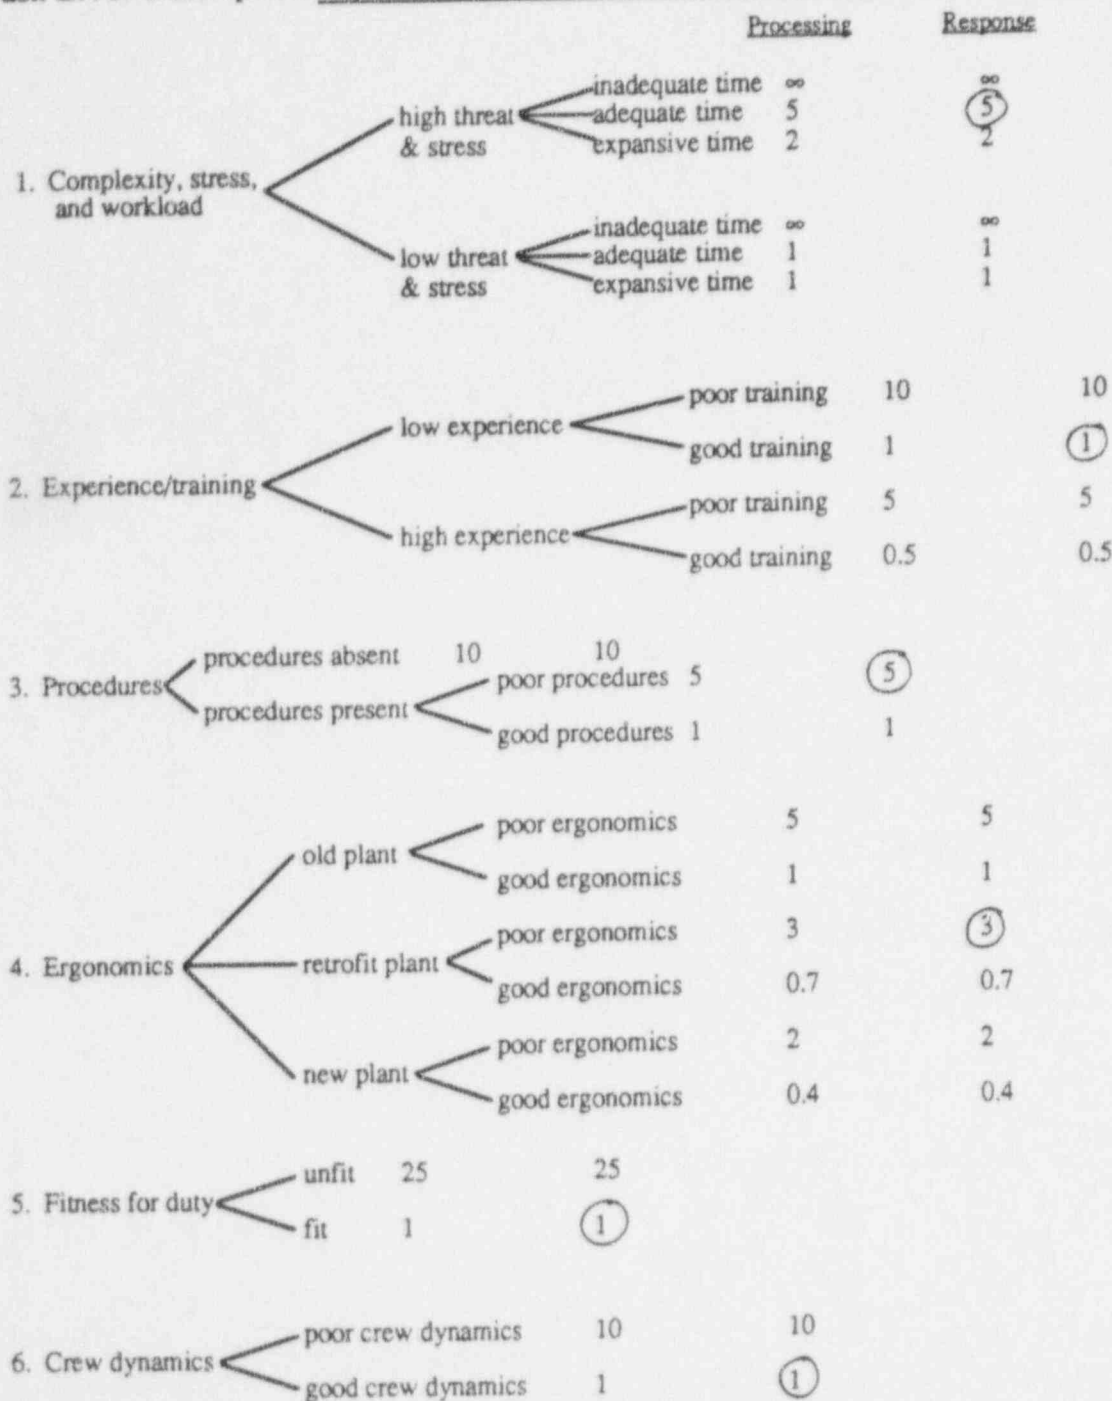 Processing Response
inadequate time ∞ ∞
high threat adequate time 5 5
& stress expansive time 2 2
1. Complexity, stress,
and workload
inadequate time ∞ ∞
low threat adequate time 1 1
& stress expansive time 1 1
poor training 10 10
low experience
good training 1 1
2. Experience/training
poor training 5 5
high experience
good training 0.5 0.5
procedures absent 10 10
3. Procedures poor procedures 5 5
procedures present
good procedures 1 1
poor ergonomics 5 5
old plant
good ergonomics 1 1
poor ergonomics 3 3
4. Ergonomics retrofit plant
good ergonomics 0.7 0.7
poor ergonomics 2 2
new plant
good ergonomics 0.4 0.4
unfit 25 25
5. Fitness for duty
fit 1 1
poor crew dynamics 10 10
6. Crew dynamics
good crew dynamics 1 1